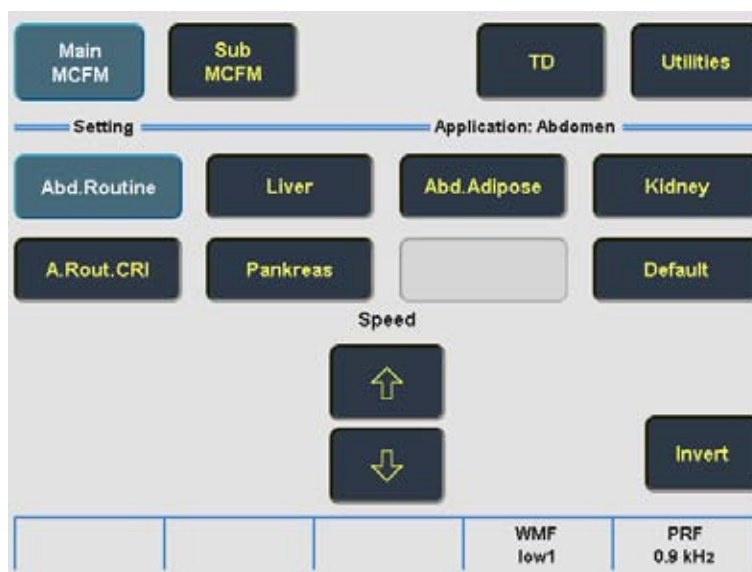 Main
MCFM
Sub
MCFM
TD
Utilities
Setting
Application: Abdomen
Abd.Routine
Liver
Abd.Adipose
Kidney
A.Rout.CRI
Pankreas
Default
Speed
Invert
WMF
low1
PRF
0.9 kHz